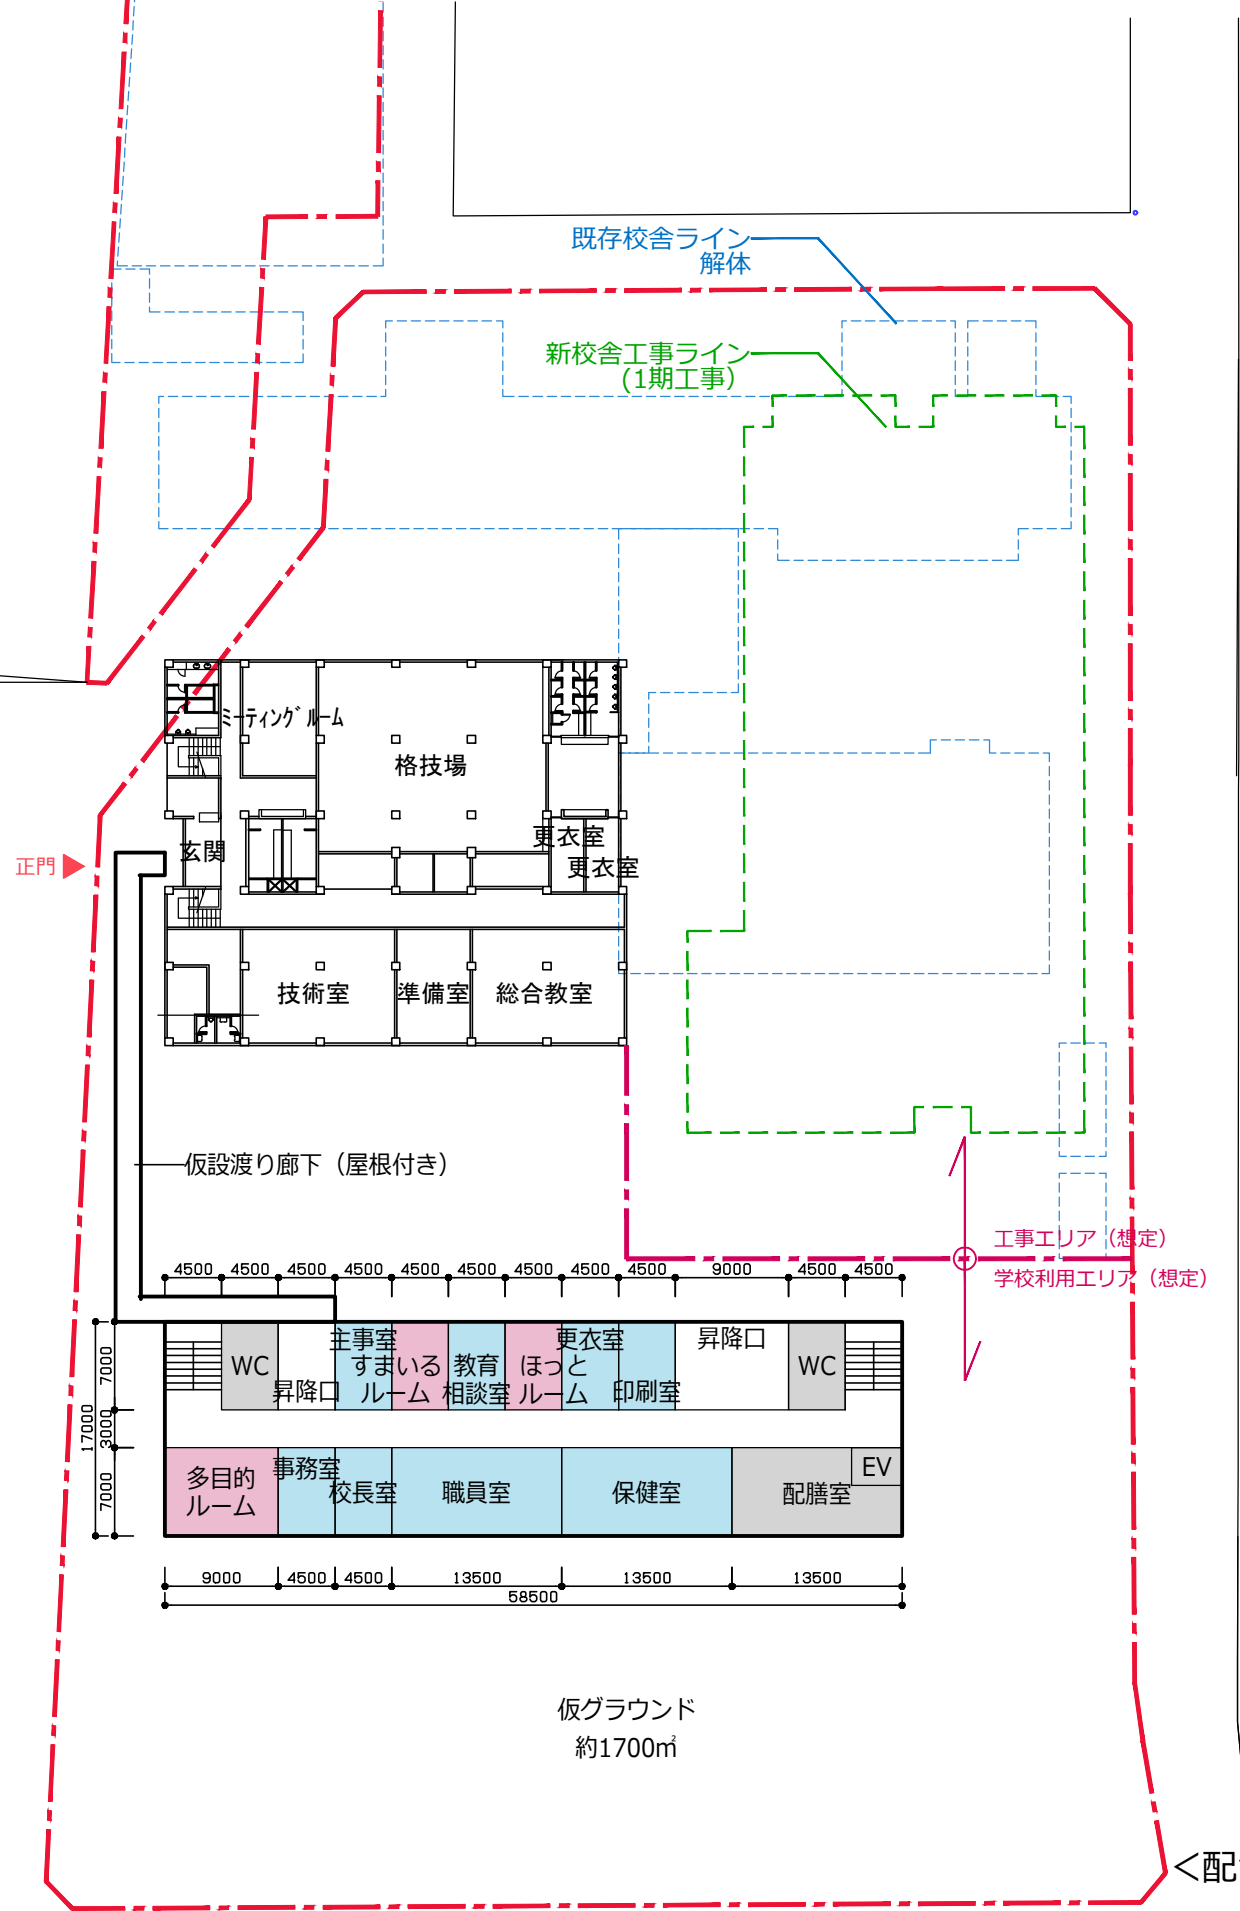 既存校舎ライン
解体
新校舎工事ライン
(1期工事)
ミーティングルーム
格技場
更衣室
更衣室
玄関
正門
技術室
準備室
総合教室
仮設渡り廊下（屋根付き）
工事エリア（想定）
学校利用エリア（想定）
4500 4500 4500 4500 4500 4500 4500 4500 4500 9000 4500 4500
7000
3000
7000
17000
WC
昇降口
主事室
すまいる
ルーム
教育
相談室
ほっと
ルーム
更衣室
印刷室
昇降口
WC
多目的
ルーム
事務室
校長室
職員室
保健室
配膳室
EV
9000 4500 4500 13500 13500 13500
58500
仮グラウンド
約1700㎡
＜配